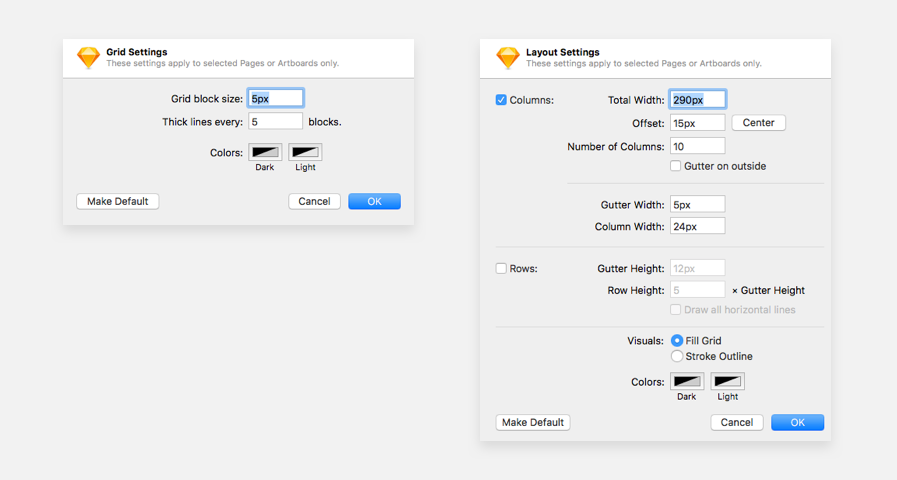 Grid Settings
These settings apply to selected Pages or Artboards only.
Grid block size: 5px
Thick lines every: 5 blocks.
Colors:
Dark Light
Make Default Cancel OK
Layout Settings
These settings apply to selected Pages or Artboards only.
Columns: Total Width: 290px
Offset: 15px Center
Number of Columns: 10
Gutter on outside
Gutter Width: 5px
Column Width: 24px
Rows: Gutter Height: 12px
Row Height: 5 × Gutter Height
Draw all horizontal lines
Visuals: Fill Grid
Stroke Outline
Colors:
Dark Light
Make Default Cancel OK